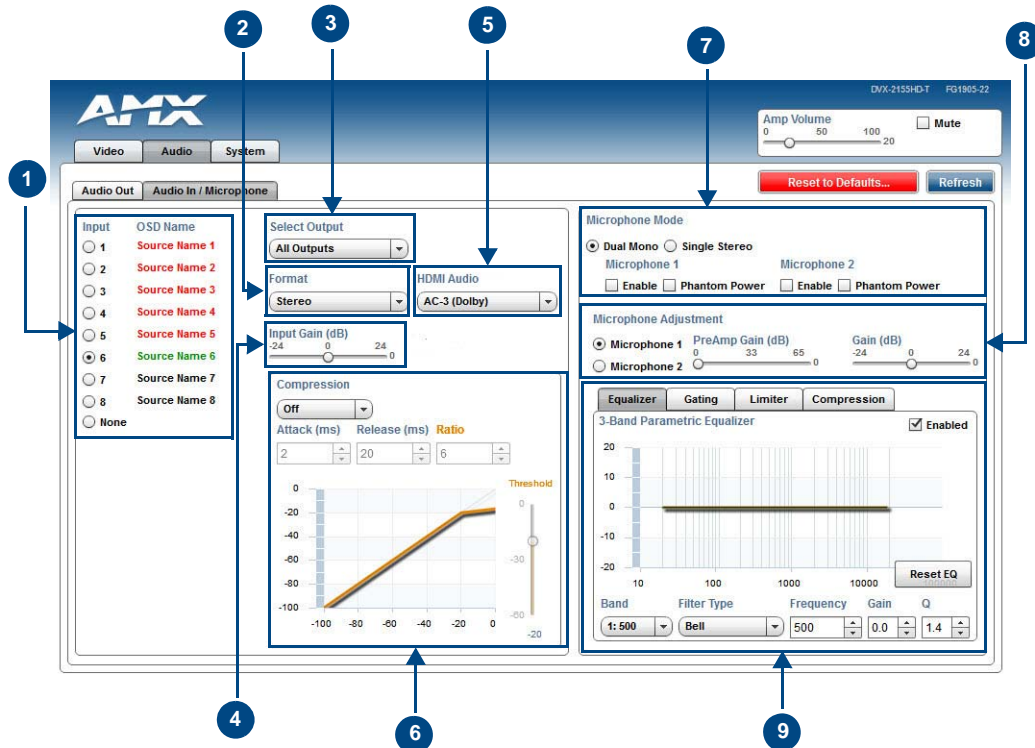 3
5
2
7
8
AMX
DVX-2155HD-T FG1905-22
Amp Volume
0 50 100
20
Mute
Video Audio System
1
Audio Out Audio In / Microphone
Reset to Defaults... Refresh
Input OSD Name
1 Source Name 1
2 Source Name 2
3 Source Name 3
4 Source Name 4
5 Source Name 5
6 Source Name 6
7 Source Name 7
8 Source Name 8
None
Select Output
All Outputs
Format
Stereo
HDMI Audio
AC-3 (Dolby)
Input Gain (dB)
-24 0 24
0
Compression
Off
Attack (ms) Release (ms) Ratio
2 20 6
Threshold
0
-20
-40
-60
-80
-100
-100 -80 -60 -40 -20 0
0
-30
-60
-20
Microphone Mode
Dual Mono Single Stereo
Microphone 1 Microphone 2
Enable Phantom Power Enable Phantom Power
Microphone Adjustment
Microphone 1
Microphone 2
PreAmp Gain (dB)
0 33 65
0
Gain (dB)
-24 0 24
0
Equalizer Gating Limiter Compression
3-Band Parametric Equalizer
Enabled
20
10
0
-10
-20
10 100 1000 10000
Reset EQ
Band Filter Type Frequency Gain Q
1: 500 Bell 500 0.0 1.4
4
6
9